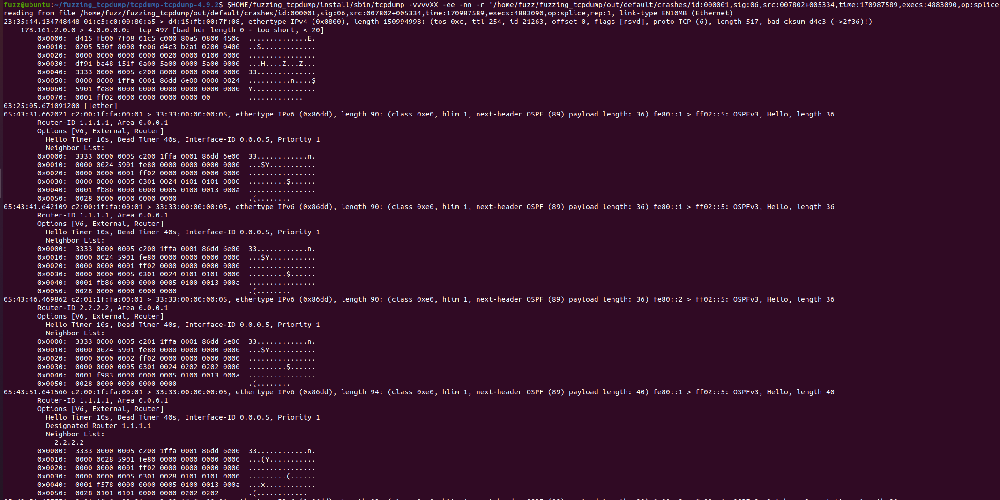 fuzz@ubuntu:~/fuzzing_tcpdump/tcpdump-tcpdump-4.9.2$ $HOME/fuzzing_tcpdump/install/sbin/tcpdump -vvvvXX -ee -nn -r '/home/fuzz/fuzzing_tcpdump/out/default/crashes/id:000001,sig:06,src:007802+005334,time:170987589,execs:4883090,op:splice
reading from file /home/fuzz/fuzzing_tcpdump/out/default/crashes/id:000001,sig:06,src:007802+005334,time:170987589,execs:4883090,op:splice,rep:1, link-type EN10MB (Ethernet)
23:35:44.134748448 01:c5:c0:00:80:a5 > d4:15:fb:00:7f:08, ethertype IPv4 (0x0800), length 150994998: (tos 0xc, ttl 254, id 21263, offset 0, flags [rsvd], proto TCP (6), length 517, bad cksum d4c3 (->2f36)!)
    178.161.2.0.0 > 4.0.0.0.0:  tcp 497 [bad hdr length 0 - too short, < 20]
        0x0000:  d415 fb00 7f08 01c5 c000 80a5 0800 450c  ..............E.
        0x0010:  0205 530f 8000 fe06 d4c3 b2a1 0200 0400  ..S.............
        0x0020:  0000 0000 0000 0000 0020 0000 0100 0000  ................
        0x0030:  df91 ba48 151f 0a00 5a00 0000 5a00 0000  ...H....Z...Z...
        0x0040:  3333 0000 0005 c200 8000 0000 0000 0000  33..............
        0x0050:  0000 0000 1ffa 0001 86dd 6e00 0000 0024  ..........n....$
        0x0060:  5901 fe80 0000 0000 0000 0000 0000 0000  Y...............
        0x0070:  0001 ff02 0000 0000 0000 0000 00         .............
03:25:05.671091200 [|ether]
05:43:31.662021 c2:00:1f:fa:00:01 > 33:33:00:00:00:05, ethertype IPv6 (0x86dd), length 90: (class 0xe0, hlim 1, next-header OSPF (89) payload length: 36) fe80::1 > ff02::5: OSPFv3, Hello, length 36
        Router-ID 1.1.1.1, Area 0.0.0.1
        Options [V6, External, Router]
          Hello Timer 10s, Dead Timer 40s, Interface-ID 0.0.0.5, Priority 1
          Neighbor List:
        0x0000:  3333 0000 0005 c200 1ffa 0001 86dd 6e00  33............n.
        0x0010:  0000 0024 5901 fe80 0000 0000 0000 0000  ...$Y...........
        0x0020:  0000 0000 0001 ff02 0000 0000 0000 0000  ................
        0x0030:  0000 0000 0005 0301 0024 0101 0101 0000  .........$......
        0x0040:  0001 fb86 0000 0000 0005 0100 0013 000a  ................
        0x0050:  0028 0000 0000 0000 0000                 .(........
05:43:41.642109 c2:00:1f:fa:00:01 > 33:33:00:00:00:05, ethertype IPv6 (0x86dd), length 90: (class 0xe0, hlim 1, next-header OSPF (89) payload length: 36) fe80::1 > ff02::5: OSPFv3, Hello, length 36
        Router-ID 1.1.1.1, Area 0.0.0.1
        Options [V6, External, Router]
          Hello Timer 10s, Dead Timer 40s, Interface-ID 0.0.0.5, Priority 1
          Neighbor List:
        0x0000:  3333 0000 0005 c200 1ffa 0001 86dd 6e00  33............n.
        0x0010:  0000 0024 5901 fe80 0000 0000 0000 0000  ...$Y...........
        0x0020:  0000 0000 0001 ff02 0000 0000 0000 0000  ................
        0x0030:  0000 0000 0005 0301 0024 0101 0101 0000  .........$......
        0x0040:  0001 fb86 0000 0000 0005 0100 0013 000a  ................
        0x0050:  0028 0000 0000 0000 0000                 .(........
05:43:46.469862 c2:01:1f:fa:00:01 > 33:33:00:00:00:05, ethertype IPv6 (0x86dd), length 90: (class 0xe0, hlim 1, next-header OSPF (89) payload length: 36) fe80::2 > ff02::5: OSPFv3, Hello, length 36
        Router-ID 2.2.2.2, Area 0.0.0.1
        Options [V6, External, Router]
          Hello Timer 10s, Dead Timer 40s, Interface-ID 0.0.0.5, Priority 1
          Neighbor List:
        0x0000:  3333 0000 0005 c201 1ffa 0001 86dd 6e00  33............n.
        0x0010:  0000 0024 5901 fe80 0000 0000 0000 0000  ...$Y...........
        0x0020:  0000 0000 0002 ff02 0000 0000 0000 0000  ................
        0x0030:  0000 0000 0005 0301 0024 0202 0202 0000  .........$......
        0x0040:  0001 f983 0000 0000 0005 0100 0013 000a  ................
        0x0050:  0028 0000 0000 0000 0000                 .(........
05:43:51.641566 c2:00:1f:fa:00:01 > 33:33:00:00:00:05, ethertype IPv6 (0x86dd), length 94: (class 0xe0, hlim 1, next-header OSPF (89) payload length: 40) fe80::1 > ff02::5: OSPFv3, Hello, length 40
        Router-ID 1.1.1.1, Area 0.0.0.1
        Options [V6, External, Router]
          Hello Timer 10s, Dead Timer 40s, Interface-ID 0.0.0.5, Priority 1
          Designated Router 1.1.1.1
          Neighbor List:
            2.2.2.2
        0x0000:  3333 0000 0005 c200 1ffa 0001 86dd 6e00  33............n.
        0x0010:  0000 0028 5901 fe80 0000 0000 0000 0000  ...(Y...........
        0x0020:  0000 0000 0001 ff02 0000 0000 0000 0000  ................
        0x0030:  0000 0000 0005 0301 0028 0101 0101 0000  .........(......
        0x0040:  0001 f578 0000 0000 0005 0100 0013 000a  ...x............
        0x0050:  0028 0101 0101 0000 0000 0202 0202       .(............